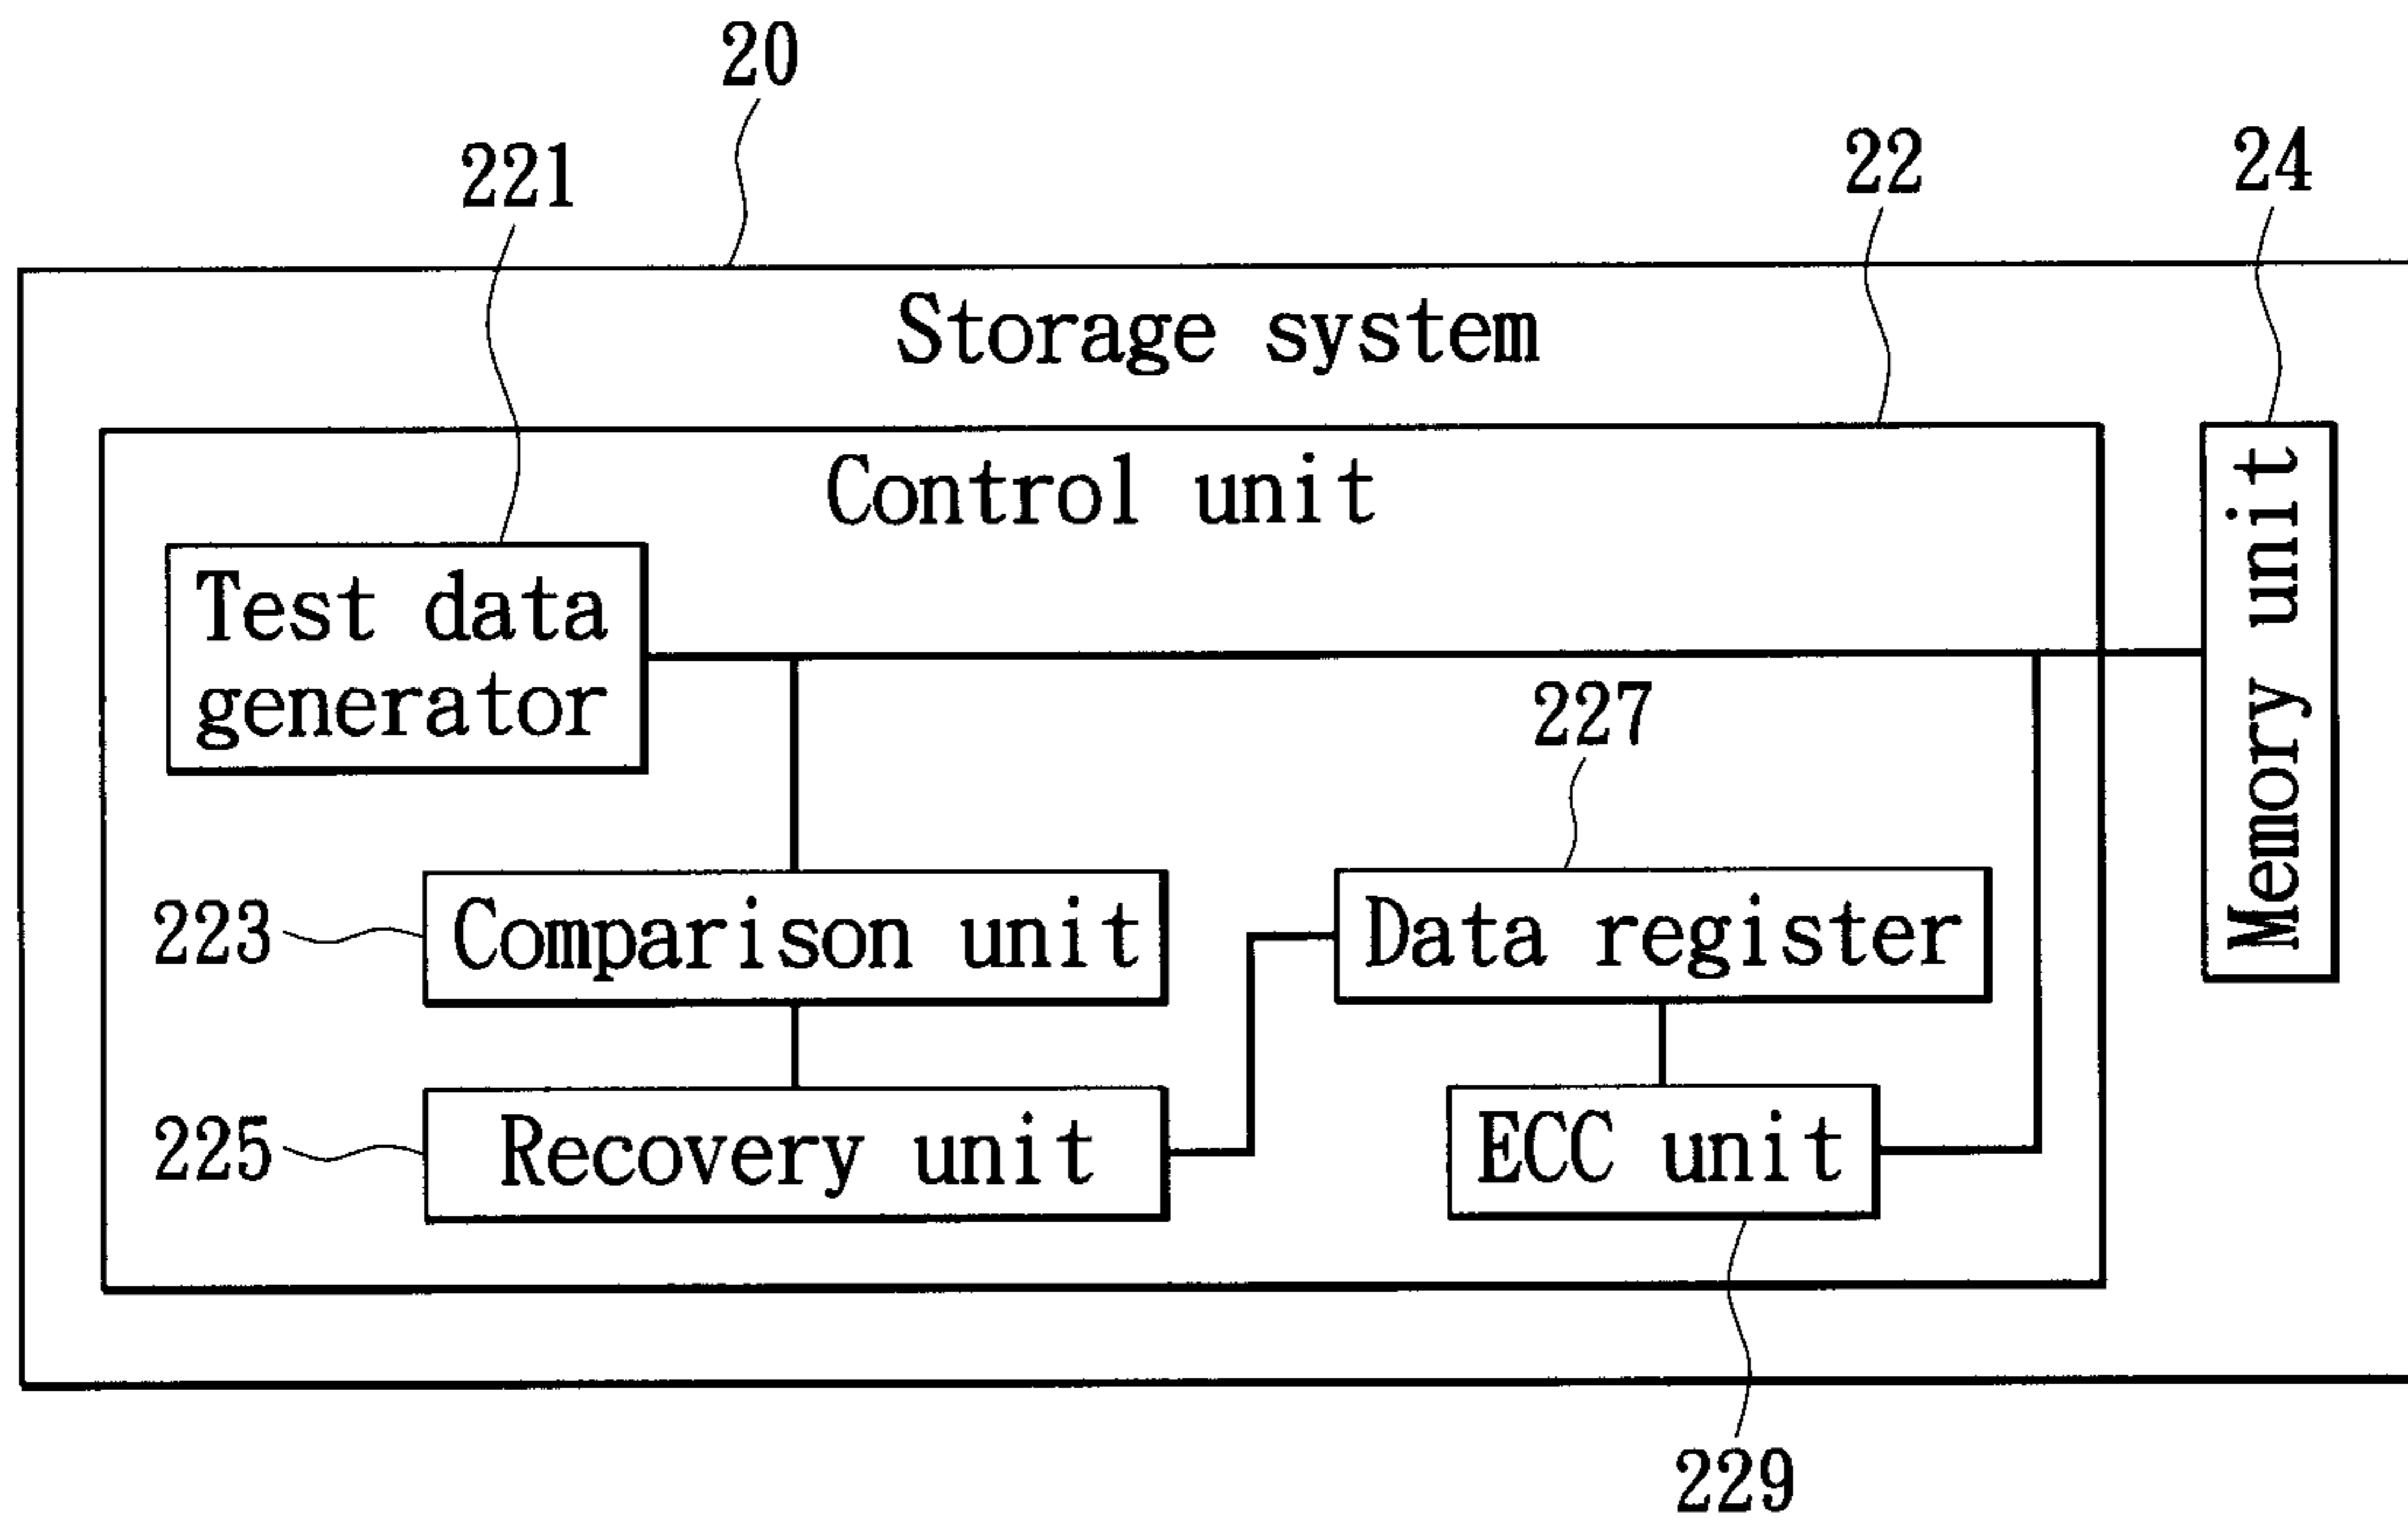 20
221
22
24
Storage system
Control unit
Test data
generator
Memory unit
227
223
Comparison unit
Data register
225
Recovery unit
ECC unit
229